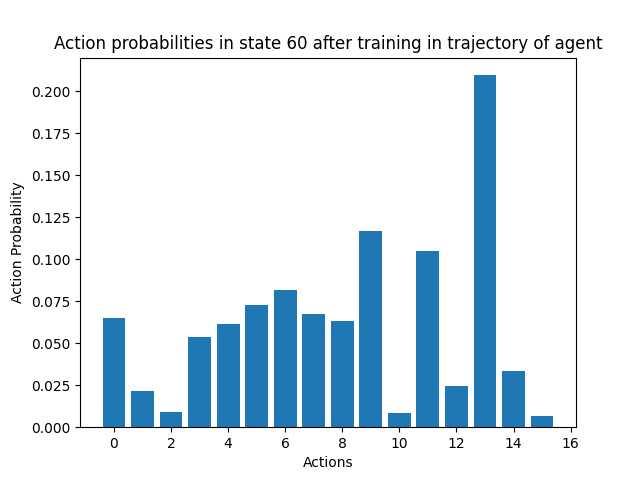 Action probabilities in state 60 after training in trajectory of agent
0.200
0.175
0.150
0.125
0.100
0.075
0.050
0.025
0.000
Action Probability
0 2 4 6 8 10 12 14 16
Actions